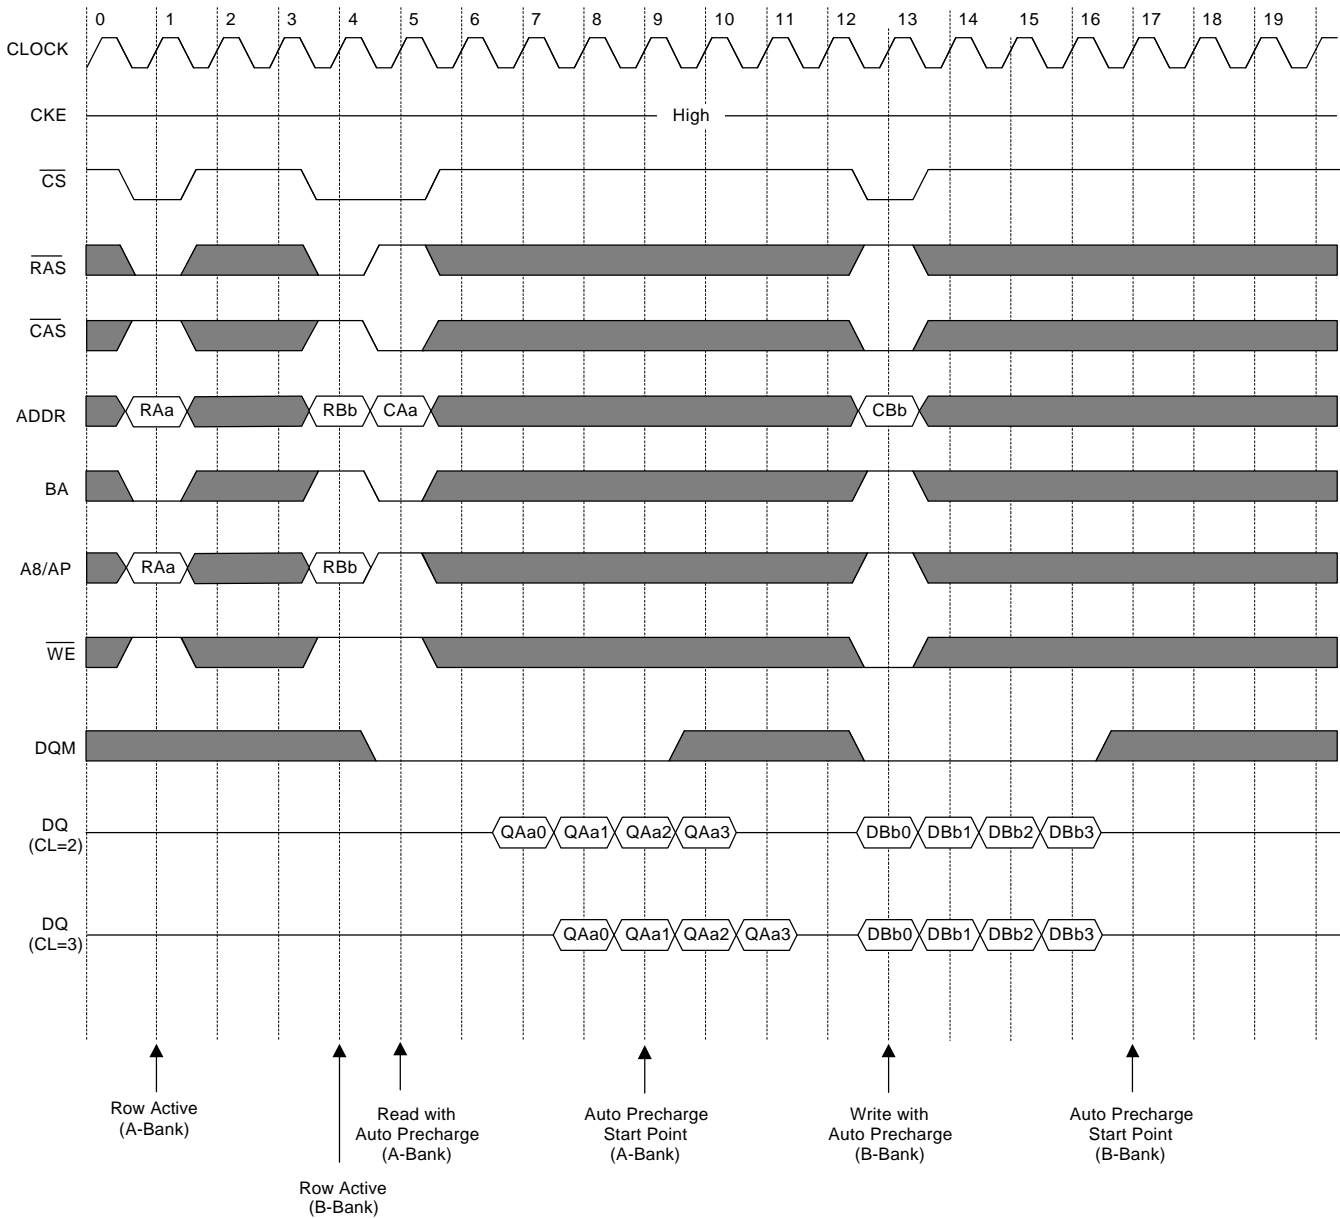 0 1 2 3 4 5 6 7 8 9 10 11 12 13 14 15 16 17 18 19
CLOCK
CKE High
CS
RAS
CAS
ADDR RAa RBb CAa CBb
BA
A8/AP RAa RBb
WE
DQM
DQ
(CL=2) QAa0 QAa1 QAa2 QAa3 DBb0 DBb1 DBb2 DBb3
DQ
(CL=3) QAa0 QAa1 QAa2 QAa3 DBb0 DBb1 DBb2 DBb3
Row Active
(A-Bank)
Row Active
(B-Bank)
Read with
Auto Precharge
(A-Bank)
Auto Precharge
Start Point
(A-Bank)
Write with
Auto Precharge
(B-Bank)
Auto Precharge
Start Point
(B-Bank)